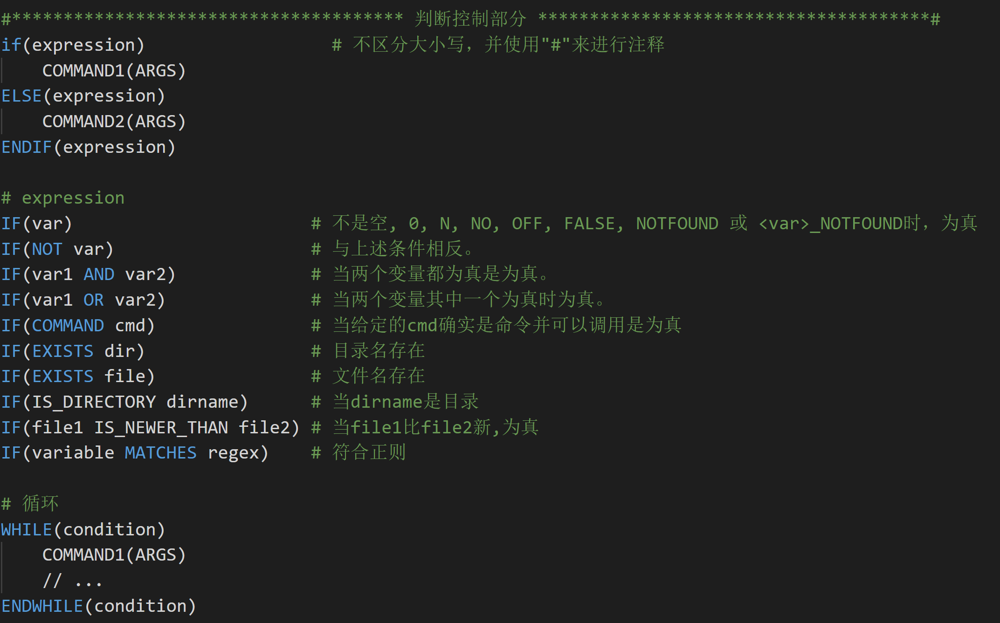 #************************************** 判断控制部分 **************************************#
if(expression)                  # 不区分大小写，并使用"#"来进行注释
    COMMAND1(ARGS)
ELSE(expression)
    COMMAND2(ARGS)
ENDIF(expression)
# expression
IF(var)                       # 不是空, 0, N, NO, OFF, FALSE, NOTFOUND 或 <var>_NOTFOUND时，为真
IF(NOT var)                   # 与上述条件相反。
IF(var1 AND var2)             # 当两个变量都为真是为真。
IF(var1 OR var2)              # 当两个变量其中一个为真时为真。
IF(COMMAND cmd)               # 当给定的cmd确实是命令并可以调用是为真
IF(EXISTS dir)                # 目录名存在
IF(EXISTS file)               # 文件名存在
IF(IS_DIRECTORY dirname)      # 当dirname是目录
IF(file1 IS_NEWER_THAN file2) # 当file1比file2新,为真
IF(variable MATCHES regex)    # 符合正则
# 循环
WHILE(condition)
    COMMAND1(ARGS)
    // ...
ENDWHILE(condition)